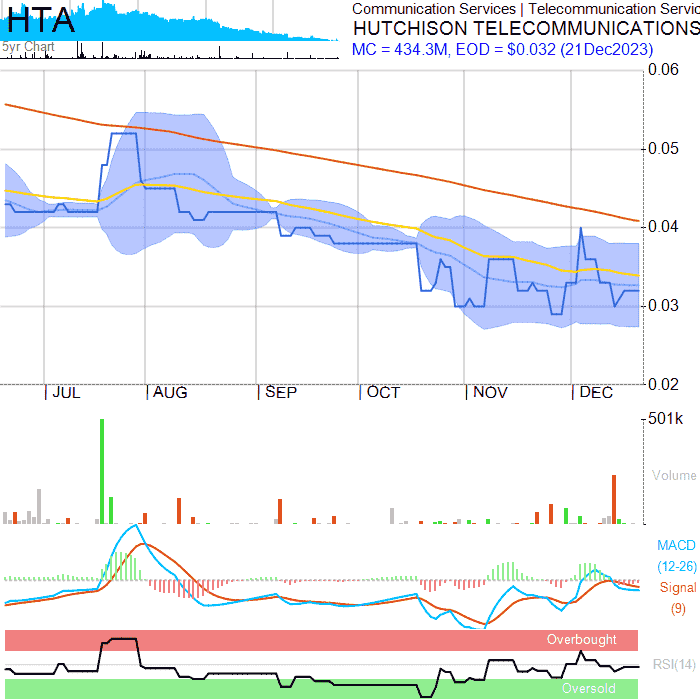 HTA
5yr Chart
Communication Services | Telecommunication Servic
HUTCHISON TELECOMMUNICATIONS
MC = 434.3M, EOD = $0.032 (21Dec2023)
0.06
0.05
0.04
0.03
0.02
JUL AUG SEP OCT NOV DEC
501k
Volume
MACD
(12-26)
Signal
(9)
Overbought
RSI(14)
Oversold